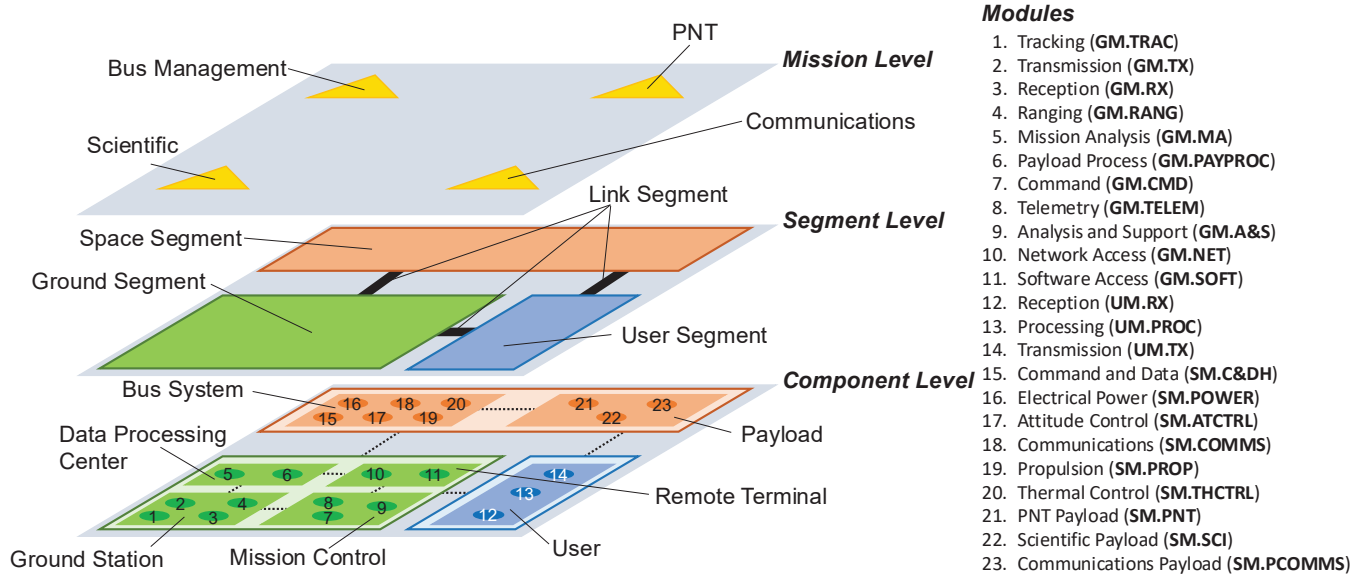 PNT
Mission Level
Bus Management
Communications
Scientific
Link Segment
Segment Level
Space Segment
Ground Segment
User Segment
Component Level
Bus System
16 18 20 21 23
15 17 19 22
Payload
Data Processing
Center
5 6 10 11
14
13
12
Remote Terminal
2 4 8 9
1 3 7
Ground Station
Mission Control
User
Modules
1. Tracking (GM.TRAC)
2. Transmission (GM.TX)
3. Reception (GM.RX)
4. Ranging (GM.RANG)
5. Mission Analysis (GM.MA)
6. Payload Process (GM.PAYPROC)
7. Command (GM.CMD)
8. Telemetry (GM.TELEM)
9. Analysis and Support (GM.A&S)
10. Network Access (GM.NET)
11. Software Access (GM.SOFT)
12. Reception (UM.RX)
13. Processing (UM.PROC)
14. Transmission (UM.TX)
15. Command and Data (SM.C&DH)
16. Electrical Power (SM.POWER)
17. Attitude Control (SM.ATCTRL)
18. Communications (SM.COMMS)
19. Propulsion (SM.PROP)
20. Thermal Control (SM.THCTRL)
21. PNT Payload (SM.PNT)
22. Scientific Payload (SM.SCI)
23. Communications Payload (SM.PCOMMS)